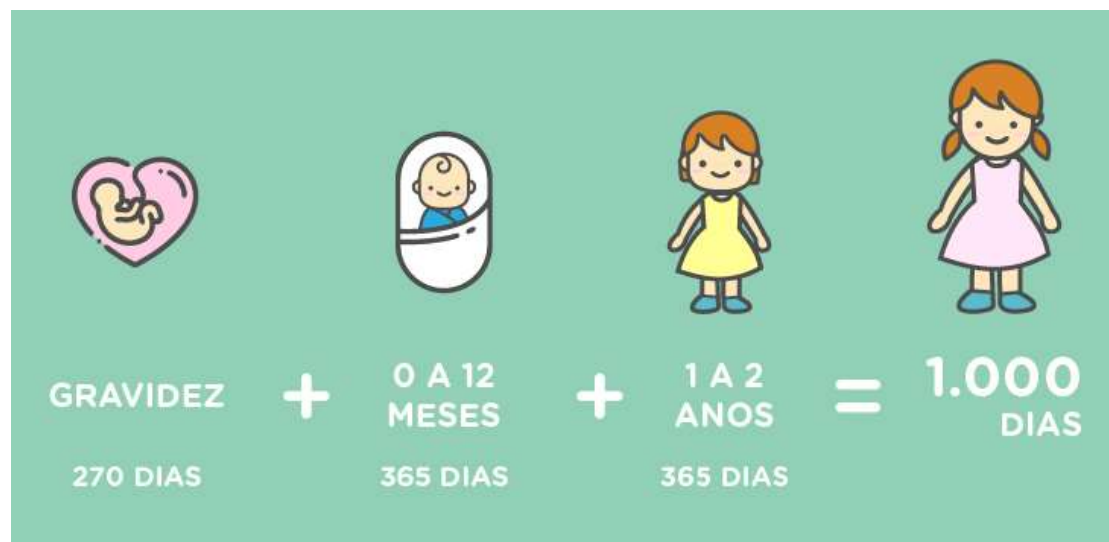 GRAVIDEZ
+
0 A 12
MESES
+
1 A 2
ANOS
=
1.000
DIAS
270 DIAS
365 DIAS
365 DIAS